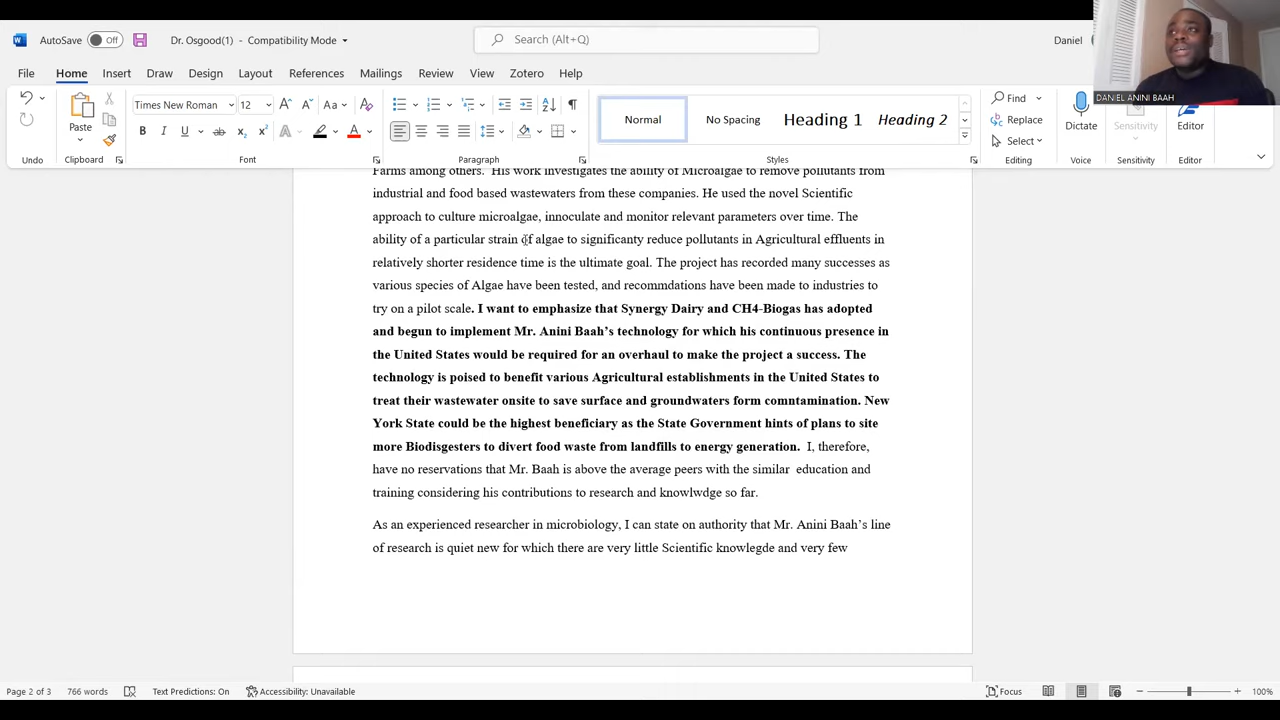 AutoSave Off Dr. Osgood(1) - Compatibility Mode Search (Alt+Q) Daniel
DANIEL ANINI BAAH
File Home Insert Draw Design Layout References Mailings Review View Zotero Help
Times New Roman 12 Aa Find
Paste Normal No Spacing Heading 1 Heading 2 Replace Dictate Sensitivity Editor
B I U ab x2 x2 A A Select
Undo Clipboard Font Paragraph Styles Editing Voice Sensitivity Editor
Farms among others. His work investigates the ability of Microalgae to remove pollutants from
industrial and food based wastewaters from these companies. He used the novel Scientific
approach to culture microalgae, innoculate and monitor relevant parameters over time. The
ability of a particular strain of algae to significanty reduce pollutants in Agricultural effluents in
relatively shorter residence time is the ultimate goal. The project has recorded many successes as
various species of Algae have been tested, and recommdations have been made to industries to
try on a pilot scale. I want to emphasize that Synergy Dairy and CH4-Biogas has adopted
and begun to implement Mr. Anini Baah’s technology for which his continuous presence in
the United States would be required for an overhaul to make the project a success. The
technology is poised to benefit various Agricultural establishments in the United States to
treat their wastewater onsite to save surface and groundwaters form comntamination. New
York State could be the highest beneficiary as the State Government hints of plans to site
more Biodisgesters to divert food waste from landfills to energy generation. I, therefore,
have no reservations that Mr. Baah is above the average peers with the similar education and
training considering his contributions to research and knowlwdge so far.
As an experienced researcher in microbiology, I can state on authority that Mr. Anini Baah’s line
of research is quiet new for which there are very little Scientific knowlegde and very few
Page 2 of 3 766 words Text Predictions: On Accessibility: Unavailable Focus 100%